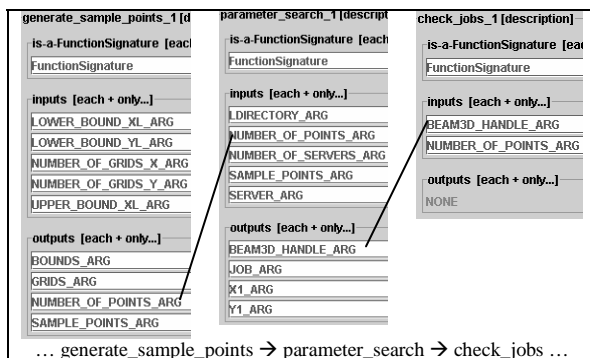 generate_sample_points_1 [d
is-a-FunctionSignature [eac
FunctionSignature
inputs [each + only...]
LOWER_BOUND_XL_ARG
LOWER_BOUND_YL_ARG
NUMBER_OF_GRIDS_X_ARG
NUMBER_OF_GRIDS_Y_ARG
UPPER_BOUND_XL_ARG
outputs [each + only...]
BOUNDS_ARG
GRIDS_ARG
NUMBER_OF_POINTS_ARG
SAMPLE_POINTS_ARG
parameter_search_1 [descript
is-a-FunctionSignature [each
FunctionSignature
inputs [each + only...]
LDIRECTORY_ARG
NUMBER_OF_POINTS_ARG
NUMBER_OF_SERVERS_ARG
SAMPLE_POINTS_ARG
SERVER_ARG
outputs [each + only...]
BEAM3D_HANDLE_ARG
JOB_ARG
X1_ARG
Y1_ARG
check_jobs_1 [description]
is-a-FunctionSignature [ea
FunctionSignature
inputs [each + only...]
BEAM3D_HANDLE_ARG
NUMBER_OF_POINTS_ARG
outputs [each + only...]
NONE
… generate_sample_points → parameter_search → check_jobs …